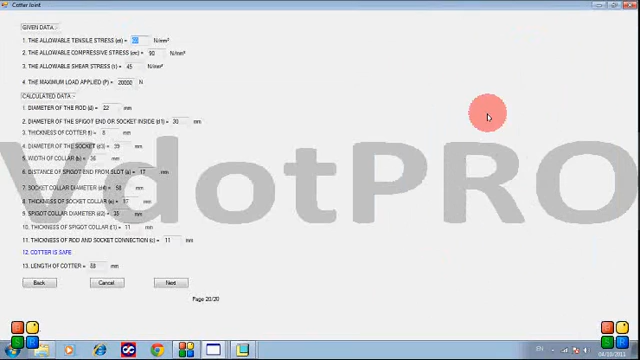 Cotter Joint
GIVEN DATA:-
1. THE ALLOWABLE TENSILE STRESS (σt) = N/mm²
2. THE ALLOWABLE COMPRESSIVE STRESS (σc) = 90 N/mm²
3. THE ALLOWABLE SHEAR STRESS (τ) = 45 N/mm²
4. THE MAXIMUM LOAD APPLIED (P) = 20000 N
CALCULATED DATA:-
1. DIAMETER OF THE ROD (d) = 22 mm
2. DIAMETER OF THE SPIGOT END OR SOCKET INSIDE (d1) = 30 mm
3. THICKNESS OF COTTER (t) = 8 mm
4. DIAMETER OF THE SOCKET (d3) = 39 mm
5. WIDTH OF COLLAR (b) = 36 mm
6. DISTANCE OF SPIGOT END FROM SLOT (a) = 17 mm
7. SOCKET COLLAR DIAMETER (d4) = 58 mm
8. THICKNESS OF SOCKET COLLAR (e) = 17 mm
9. SPIGOT COLLAR DIAMETER (d2) = 35 mm
10. THICKNESS OF SPIGOT COLLAR (t1) = 11 mm
11. THICKNESS OF ROD AND SOCKET CONNECTION (c) = 11 mm
12. COTTER IS SAFE
13. LENGTH OF COTTER = 88 mm
VdotPRO
Back Cancel Next
Page 20/20
EN
04/10/2011